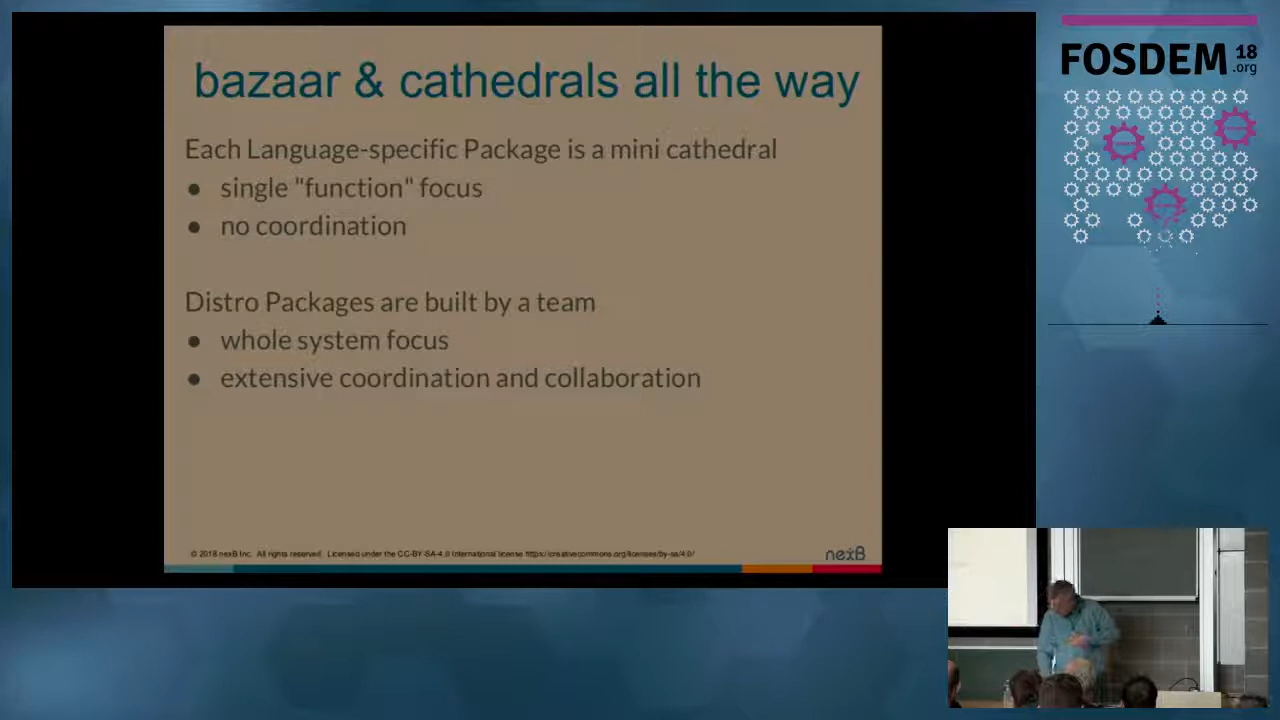 bazaar & cathedrals all the way
Each Language-specific Package is a mini cathedral
● single "function" focus
● no coordination
Distro Packages are built by a team
● whole system focus
● extensive coordination and collaboration
© 2018 nexB Inc. All rights reserved. Licensed under the CC-BY-SA-4.0 International license https://creativecommons.org/licenses/by-sa/4.0/
nexB
FOSDEM 18
.org